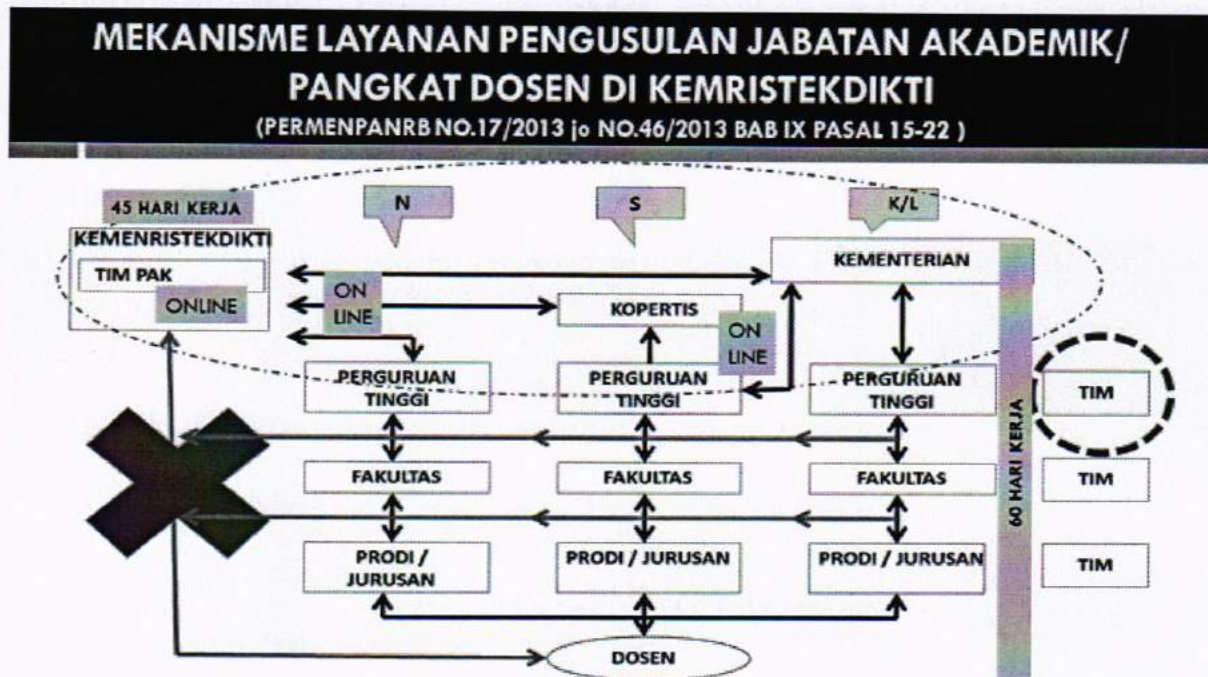 MEKANISME LAYANAN PENGUSULAN JABATAN AKADEMIK/
PANGKAT DOSEN DI KEMRISTEKDIKTI
(PERMENPANRB NO.17/2013 jo NO.46/2013 BAB IX PASAL 15-22 )
45 HARI KERJA
N
S
K/L
KEMENRISTEKDIKTI
TIM PAK
ONLINE
ON
LINE
KEMENTERIAN
KOPERTIS
ON
LINE
PERGURUAN
TINGGI
PERGURUAN
TINGGI
PERGURUAN
TINGGI
TIM
FAKULTAS
FAKULTAS
FAKULTAS
TIM
60 HARI KERJA
PRODI /
JURUSAN
PRODI / JURUSAN
PRODI / JURUSAN
TIM
DOSEN